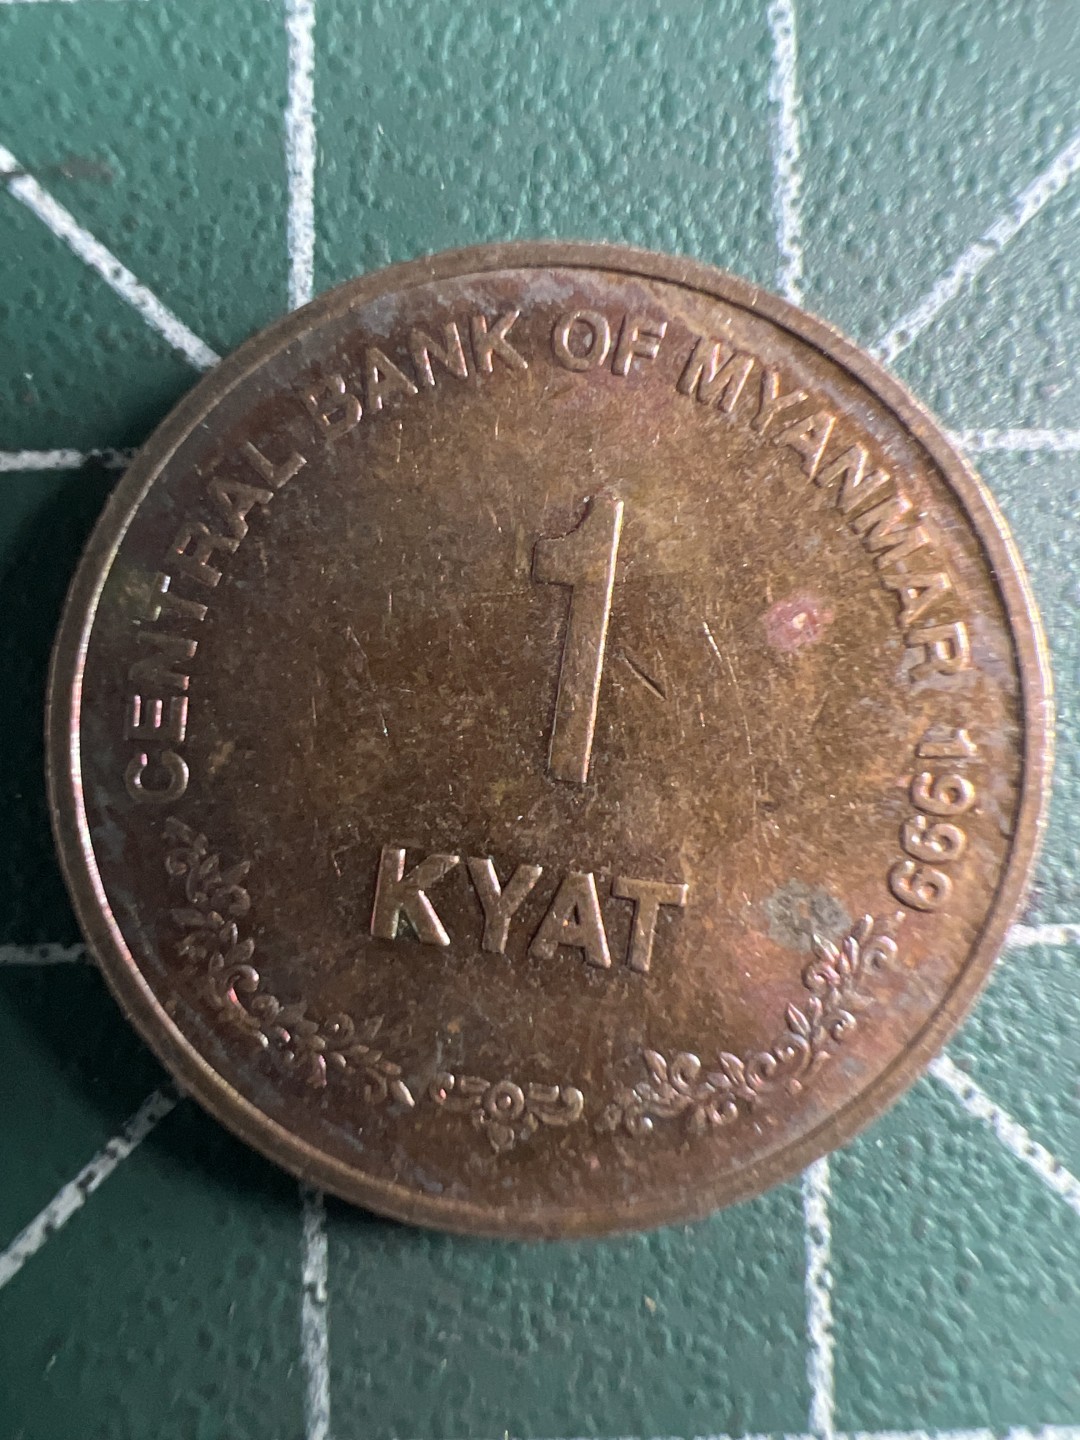 CENTRAL BANK OF MYANMAR 1999
1
KYAT